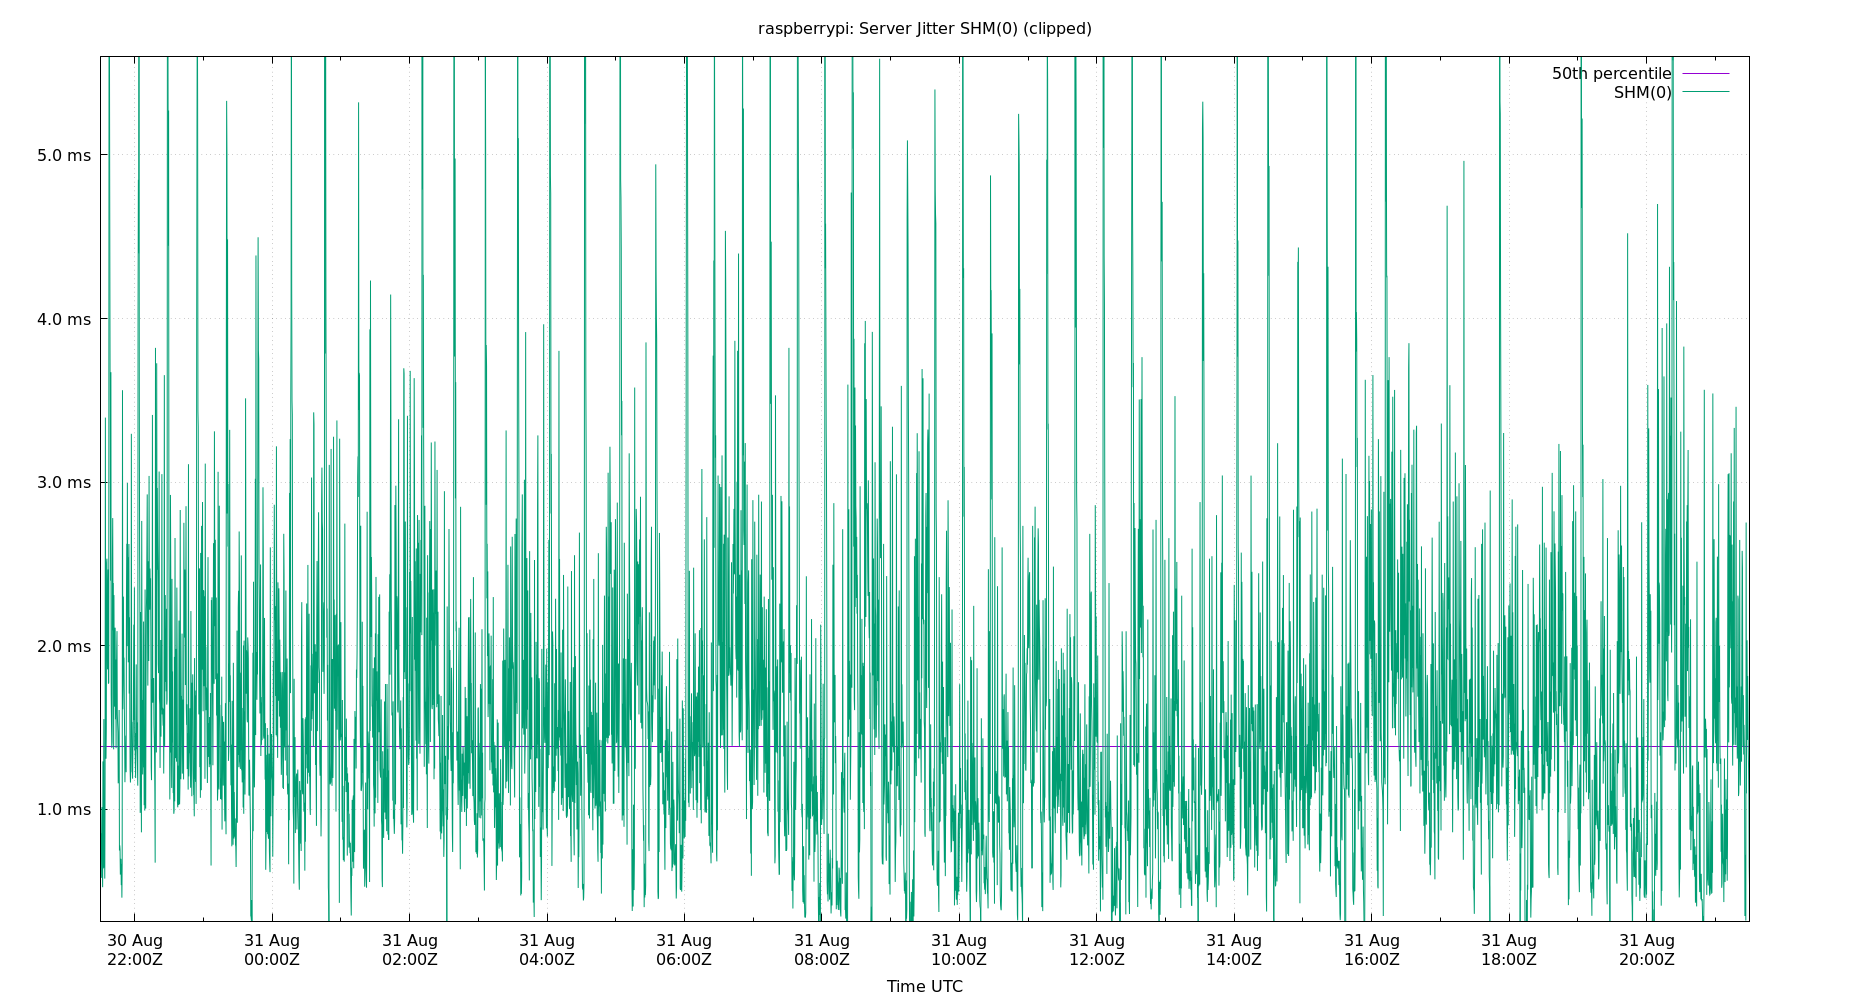 raspberrypi: Server Jitter SHM(0) (clipped)
50th percentile
SHM(0)
5.0 ms
4.0 ms
3.0 ms
2.0 ms
1.0 ms
30 Aug
22:00Z
31 Aug
00:00Z
31 Aug
02:00Z
31 Aug
04:00Z
31 Aug
06:00Z
31 Aug
08:00Z
31 Aug
10:00Z
31 Aug
12:00Z
31 Aug
14:00Z
31 Aug
16:00Z
31 Aug
18:00Z
31 Aug
20:00Z
Time UTC